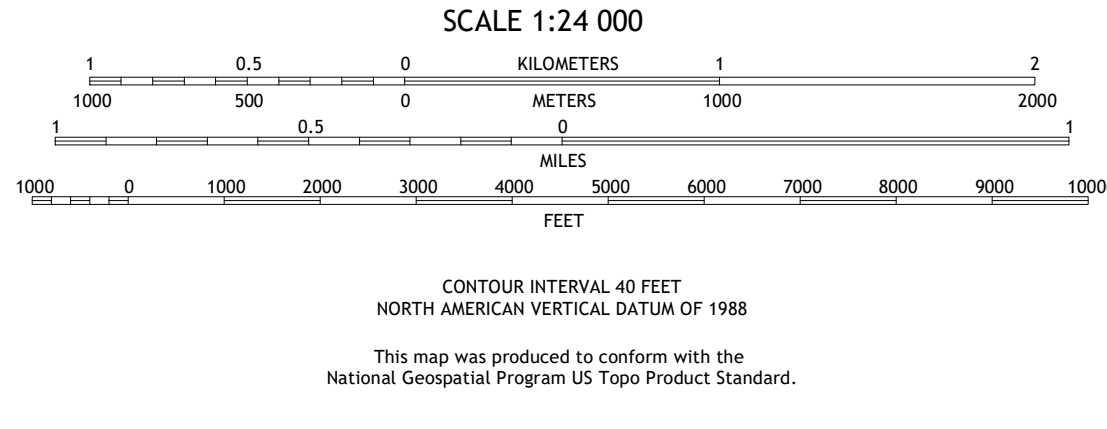 SCALE 1:24 000
1 0.5 0 KILOMETERS 1 2
1000 500 0 METERS 1000 2000
1 0.5 0 1
MILES
1000 0 1000 2000 3000 4000 5000 6000 7000 8000 9000 1000
FEET
CONTOUR INTERVAL 40 FEET
NORTH AMERICAN VERTICAL DATUM OF 1988
This map was produced to conform with the
National Geospatial Program US Topo Product Standard.